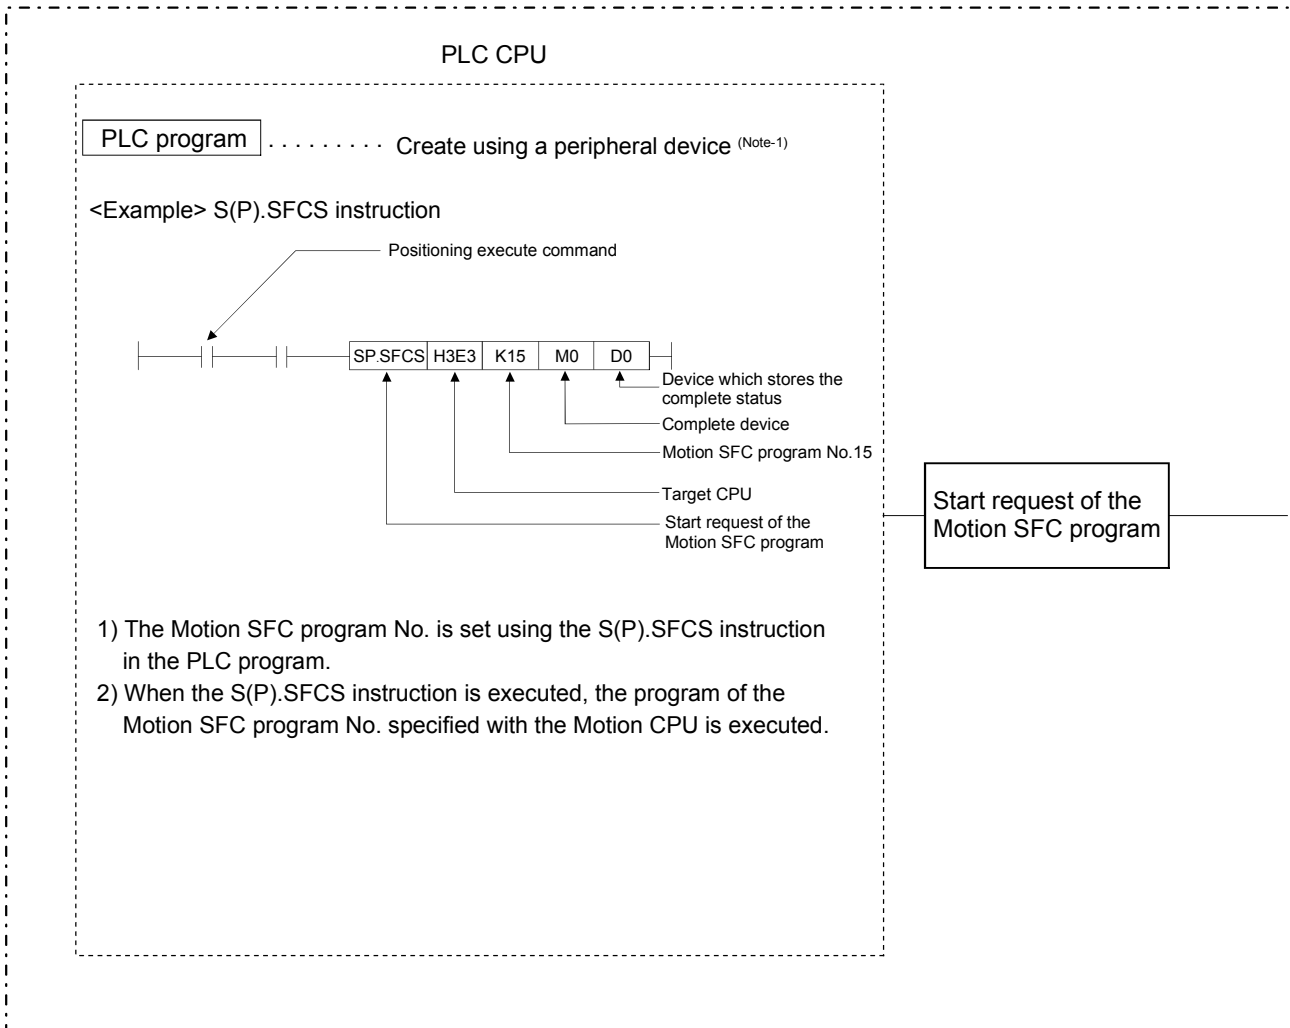 PLC CPU
PLC program ......... Create using a peripheral device (Note-1)
<Example> S(P).SFCS instruction
Positioning execute command
SP.SFCS H3E3 K15 M0 D0
Device which stores the
complete status
Complete device
Motion SFC program No.15
Target CPU
Start request of the
Motion SFC program
Start request of the
Motion SFC program
1) The Motion SFC program No. is set using the S(P).SFCS instruction
in the PLC program.
2) When the S(P).SFCS instruction is executed, the program of the
Motion SFC program No. specified with the Motion CPU is executed.